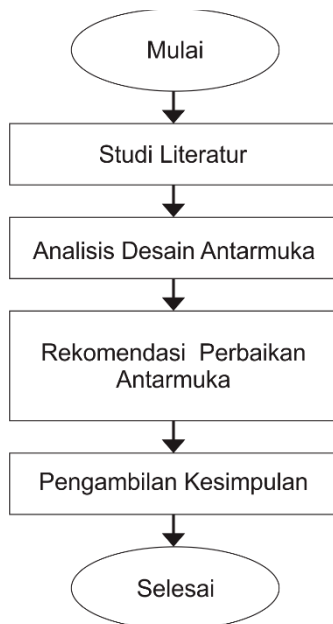 Mulai
Studi Literatur
Analisis Desain Antarmuka
Rekomendasi Perbaikan
Antarmuka
Pengambilan Kesimpulan
Selesai